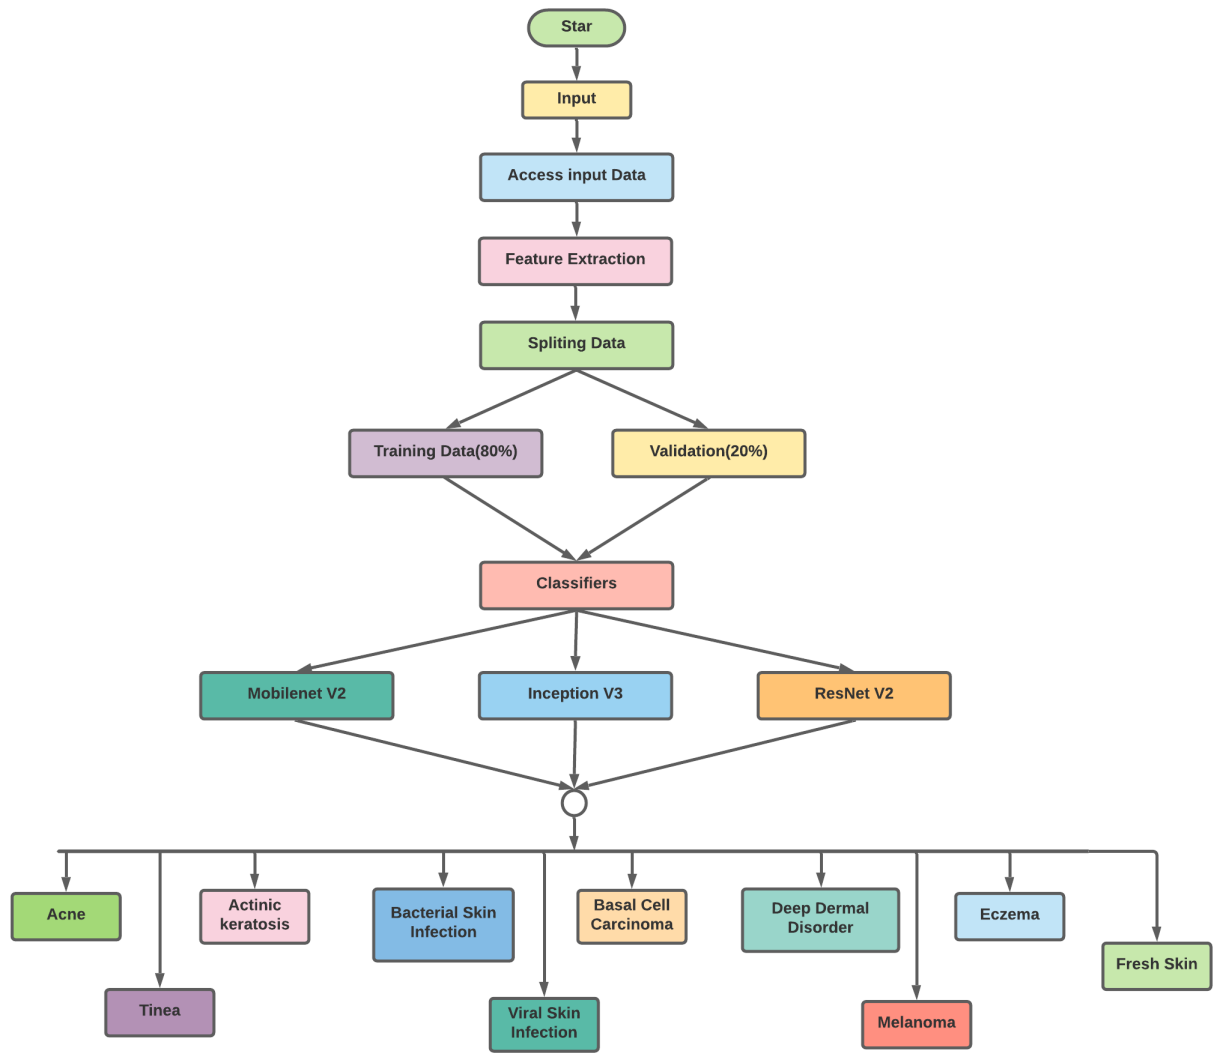 Star
Input
Access input Data
Feature Extraction
Spliting Data
Training Data(80%)
Validation(20%)
Classifiers
Mobilenet V2
Inception V3
ResNet V2
Acne
Actinic
keratosis
Bacterial Skin
Infection
Basal Cell
Carcinoma
Deep Dermal
Disorder
Eczema
Fresh Skin
Tinea
Viral Skin
Infection
Melanoma